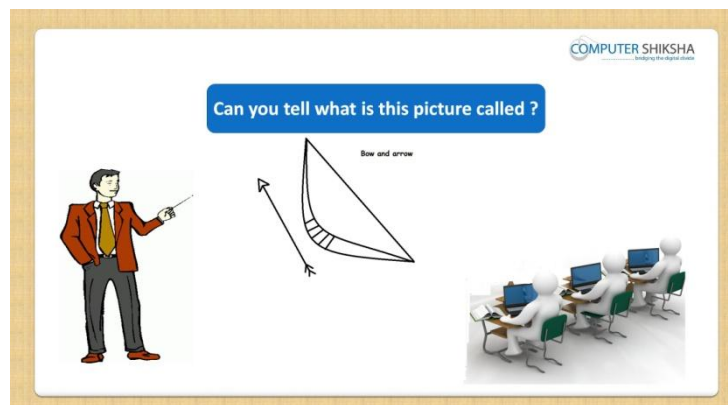 COMPUTER SHIKSHA
bridging the digital divide
Can you tell what is this picture called ?
Bow and arrow